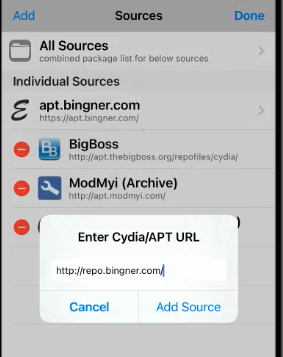 Add Sources Done
All Sources
combined package list for below sources
Individual Sources
apt.bingner.com
https://apt.bingner.com/
BigBoss
http://apt.thebigboss.org/repofiles/cydia/
ModMyi (Archive)
http://apt.modmyi.com/
Enter Cydia/APT URL
http://repo.bingner.com/
Cancel Add Source